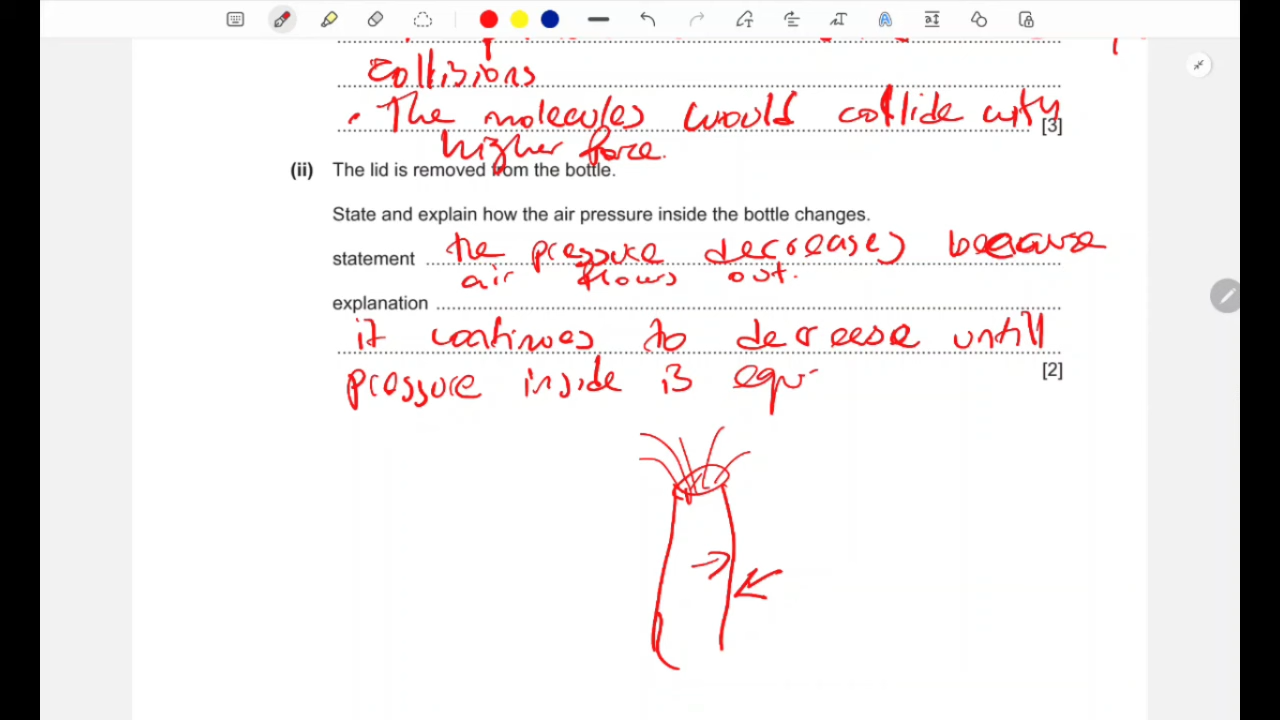 collisions
. The molecules would collide with
[3]
higher force.
(ii) The lid is removed from the bottle.
State and explain how the air pressure inside the bottle changes.
statement the pressure decreases because
air flows out.
explanation
it continues to decrease untill
pressure inside is equ
[2]